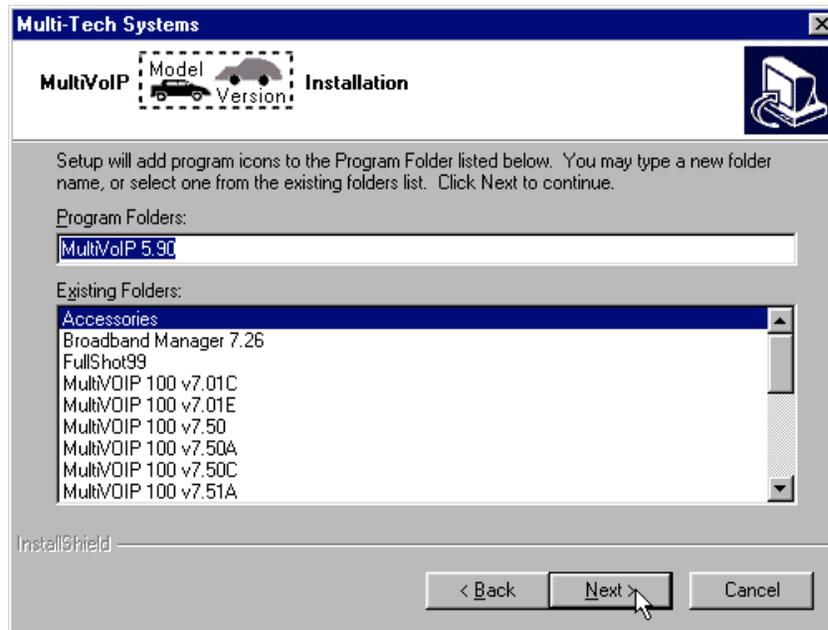 Multi-Tech Systems
MultiVoIP Model Version Installation
Setup will add program icons to the Program Folder listed below. You may type a new folder
name, or select one from the existing folders list. Click Next to continue.
Program Folders:
MultiVoIP 5.90
Existing Folders:
Accessories
Broadband Manager 7.26
FullShot99
MultiVOIP 100 v7.01C
MultiVOIP 100 v7.01E
MultiVOIP 100 v7.50
MultiVOIP 100 v7.50A
MultiVOIP 100 v7.50C
MultiVOIP 100 v7.51A
InstallShield
< Back Next > Cancel